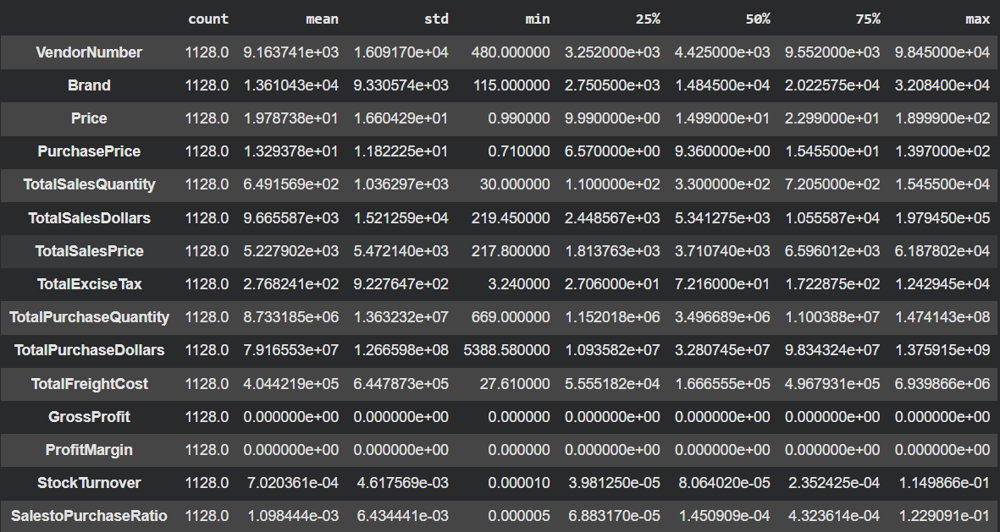 count mean std min 25% 50% 75% max
VendorNumber 1128.0 9.163741e+03 1.609170e+04 480.000000 3.252000e+03 4.425000e+03 9.552000e+03 9.845000e+04
Brand 1128.0 1.361043e+04 9.330574e+03 115.000000 2.750500e+03 1.484500e+04 2.022575e+04 3.208400e+04
Price 1128.0 1.978738e+01 1.660429e+01 0.990000 9.990000e+00 1.499000e+01 2.299000e+01 1.899900e+02
PurchasePrice 1128.0 1.329378e+01 1.182225e+01 0.710000 6.570000e+00 9.360000e+00 1.545500e+01 1.397000e+02
TotalSalesQuantity 1128.0 6.491569e+02 1.036297e+03 30.000000 1.100000e+02 3.300000e+02 7.205000e+02 1.545500e+04
TotalSalesDollars 1128.0 9.665587e+03 1.521259e+04 219.450000 2.448567e+03 5.341275e+03 1.055587e+04 1.979450e+05
TotalSalesPrice 1128.0 5.227902e+03 5.472140e+03 217.800000 1.813763e+03 3.710740e+03 6.596012e+03 6.187802e+04
TotalExciseTax 1128.0 2.768241e+02 9.227647e+02 3.240000 2.706000e+01 7.216000e+01 1.722875e+02 1.242945e+04
TotalPurchaseQuantity 1128.0 8.733185e+06 1.363232e+07 669.000000 1.152018e+06 3.496689e+06 1.100388e+07 1.474143e+08
TotalPurchaseDollars 1128.0 7.916553e+07 1.266598e+08 5388.580000 1.093582e+07 3.280745e+07 9.834324e+07 1.375915e+09
TotalFreightCost 1128.0 4.044219e+05 6.447873e+05 27.610000 5.555182e+04 1.666555e+05 4.967931e+05 6.939866e+06
GrossProfit 1128.0 0.000000e+00 0.000000e+00 0.000000 0.000000e+00 0.000000e+00 0.000000e+00 0.000000e+00
ProfitMargin 1128.0 0.000000e+00 0.000000e+00 0.000000 0.000000e+00 0.000000e+00 0.000000e+00 0.000000e+00
StockTurnover 1128.0 7.020361e-04 4.617569e-03 0.000010 3.981250e-05 8.064020e-05 2.352425e-04 1.149866e-01
SalestoPurchaseRatio 1128.0 1.098444e-03 6.434441e-03 0.000005 6.883170e-05 1.450909e-04 4.323614e-04 1.229091e-01